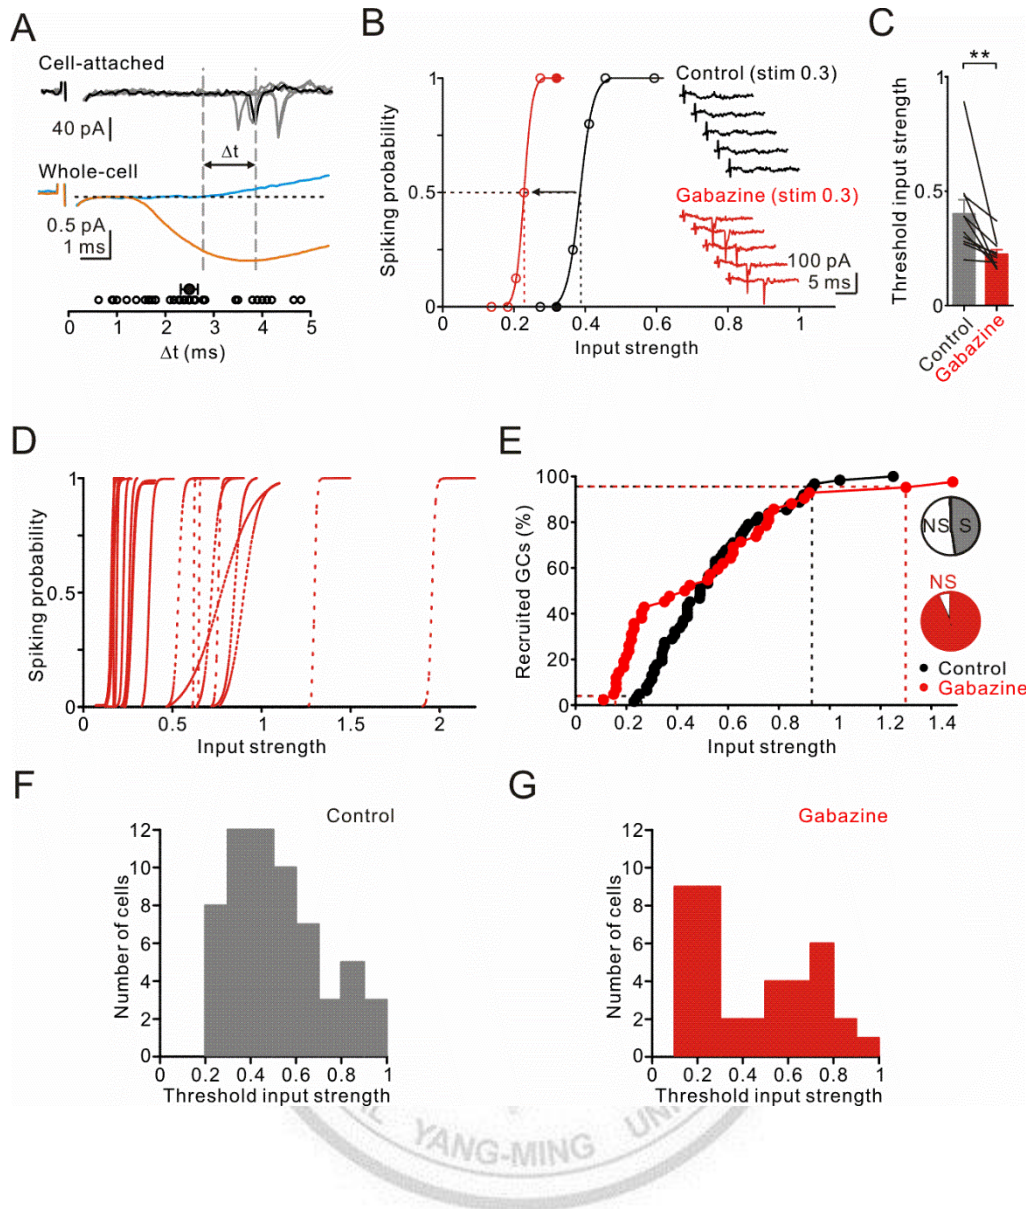 A
Cell-attached
40 pA
Δt
Whole-cell
0.5 pA
1 ms
0 1 2 3 4 5
Δt (ms)
B
Spiking probability
1
0.5
0
0 0.2 0.4 0.6 0.8 1
Input strength
Control (stim 0.3)
Gabazine (stim 0.3)
100 pA
5 ms
C
**
Threshold input strength
1
0.5
0
Control
Gabazine
D
Spiking probability
1
0.5
0
0 0.5 1 1.5 2
Input strength
E
Recruited GCs (%)
100
80
60
40
20
0
0 0.2 0.4 0.6 0.8 1 1.2 1.4
Input strength
NS S
NS
Control
Gabazine
F
Control
Number of cells
12
10
8
6
4
2
0
0 0.2 0.4 0.6 0.8 1
Threshold input strength
G
Gabazine
Number of cells
12
10
8
6
4
2
0
0 0.2 0.4 0.6 0.8 1
Threshold input strength
YANG-MING